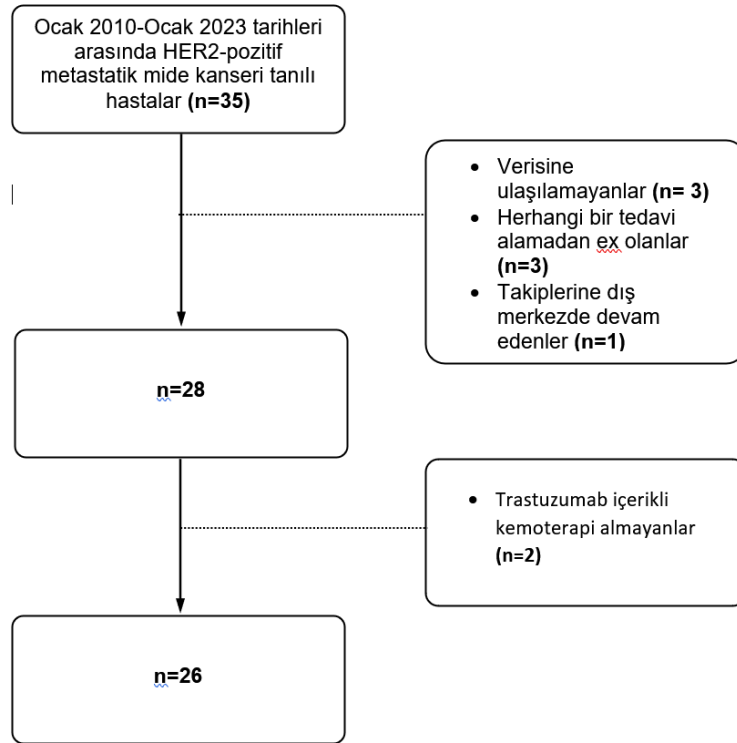 Ocak 2010-Ocak 2023 tarihleri
arasında HER2-pozitif
metastatik mide kanseri tanılı
hastalar (n=35)
• Verisine
ulaşılamayanlar (n= 3)
• Herhangi bir tedavi
alamadan ex olanlar
(n=3)
• Takiplerine dış
merkezde devam
edenler (n=1)
n=28
• Trastuzumab içerikli
kemoterapi almayanlar
(n=2)
n=26